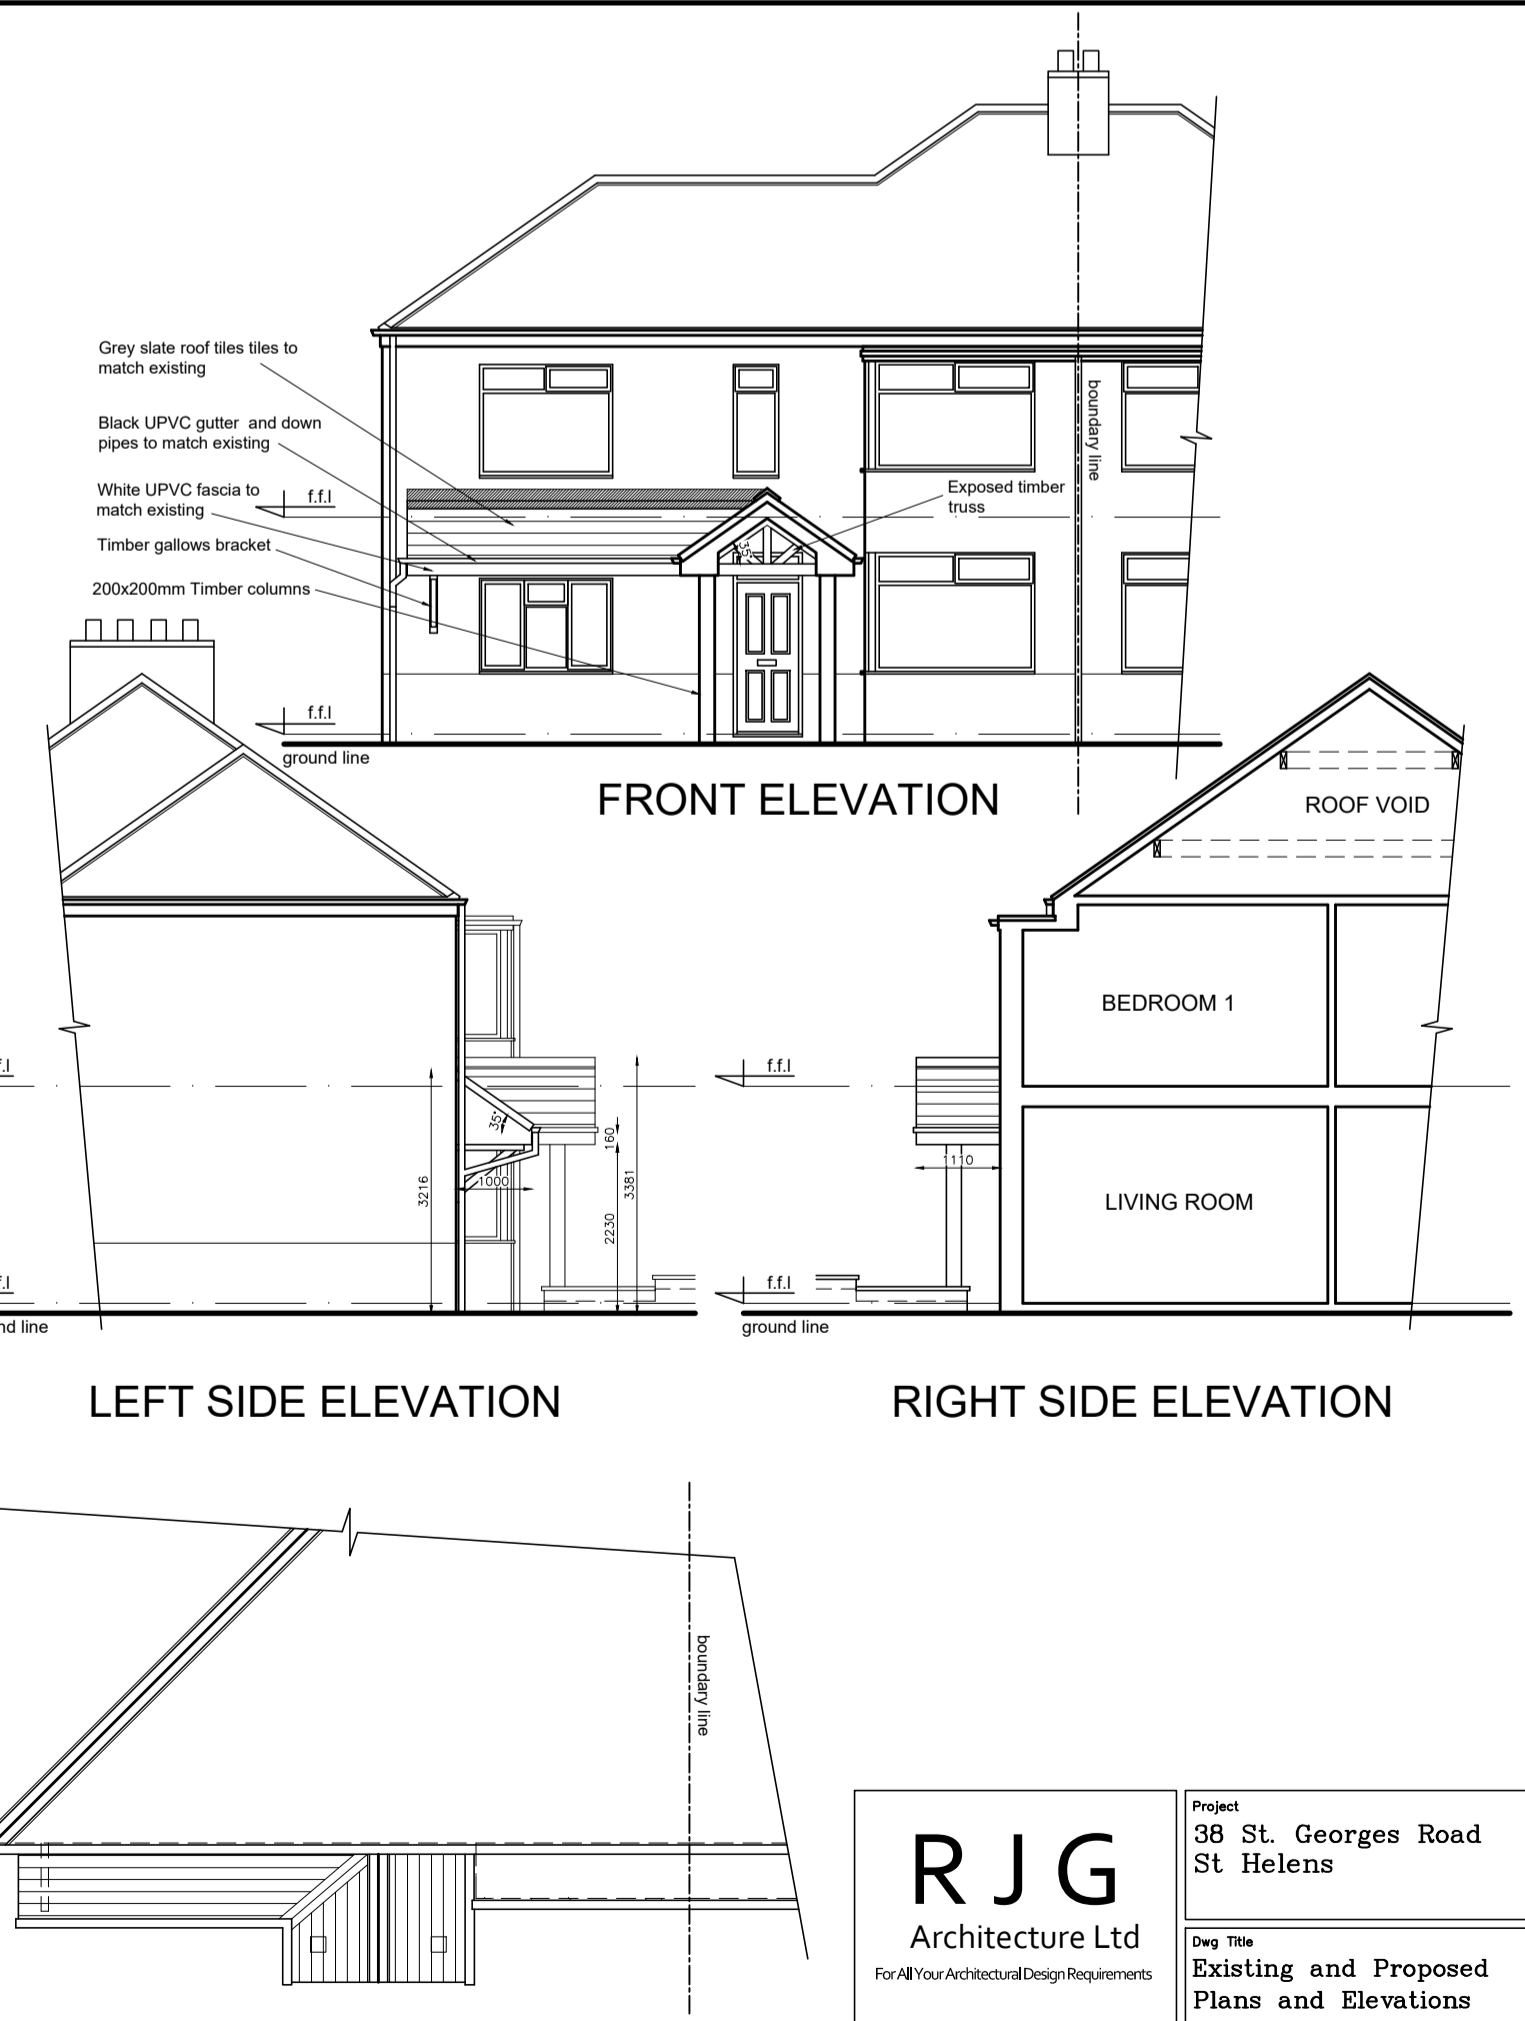 Grey slate roof tiles tiles to
match existing
Black UPVC gutter and down
pipes to match existing
White UPVC fascia to
match existing
Timber gallows bracket
200x200mm Timber columns
f.f.l
f.f.l
ground line
Exposed timber
truss
35°
boundary line
FRONT ELEVATION
f.l
f.l
nd line
35°
1000
3216
160
2230
3381
LEFT SIDE ELEVATION
f.f.l
f.f.l
ground line
1110
ROOF VOID
BEDROOM 1
LIVING ROOM
RIGHT SIDE ELEVATION
boundary line
RJG
Architecture Ltd
For All Your Architectural Design Requirements
Project
38 St. Georges Road
St Helens
Dwg Title
Existing and Proposed
Plans and Elevations